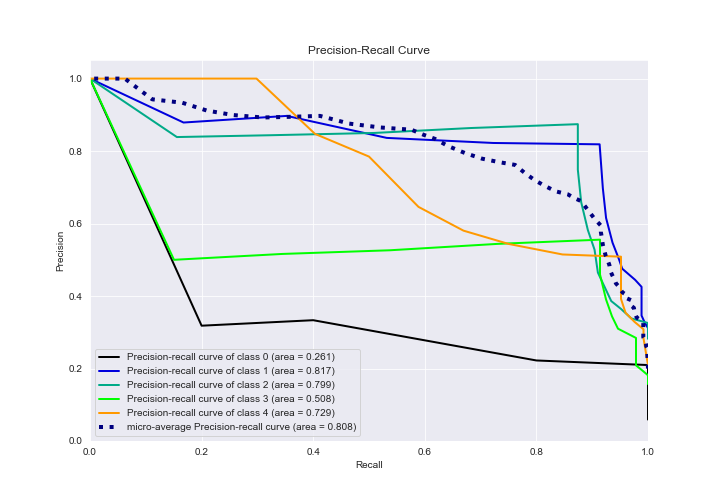 Precision-Recall Curve
1.0
0.8
0.6
0.4
0.2
0.0
Precision
Precision-recall curve of class 0 (area = 0.261)
Precision-recall curve of class 1 (area = 0.817)
Precision-recall curve of class 2 (area = 0.799)
Precision-recall curve of class 3 (area = 0.508)
Precision-recall curve of class 4 (area = 0.729)
micro-average Precision-recall curve (area = 0.808)
0.0 0.2 0.4 0.6 0.8 1.0
Recall